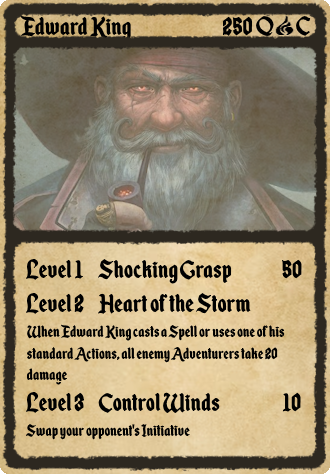 Edward King 250
Level 1 Shocking Grasp 50
Level 2 Heart of the Storm
When Edward King casts a Spell or uses one of his
standard Actions, all enemy Adventurers take 20
damage
Level 3 Control Winds 10
Swap your opponent's Initiative